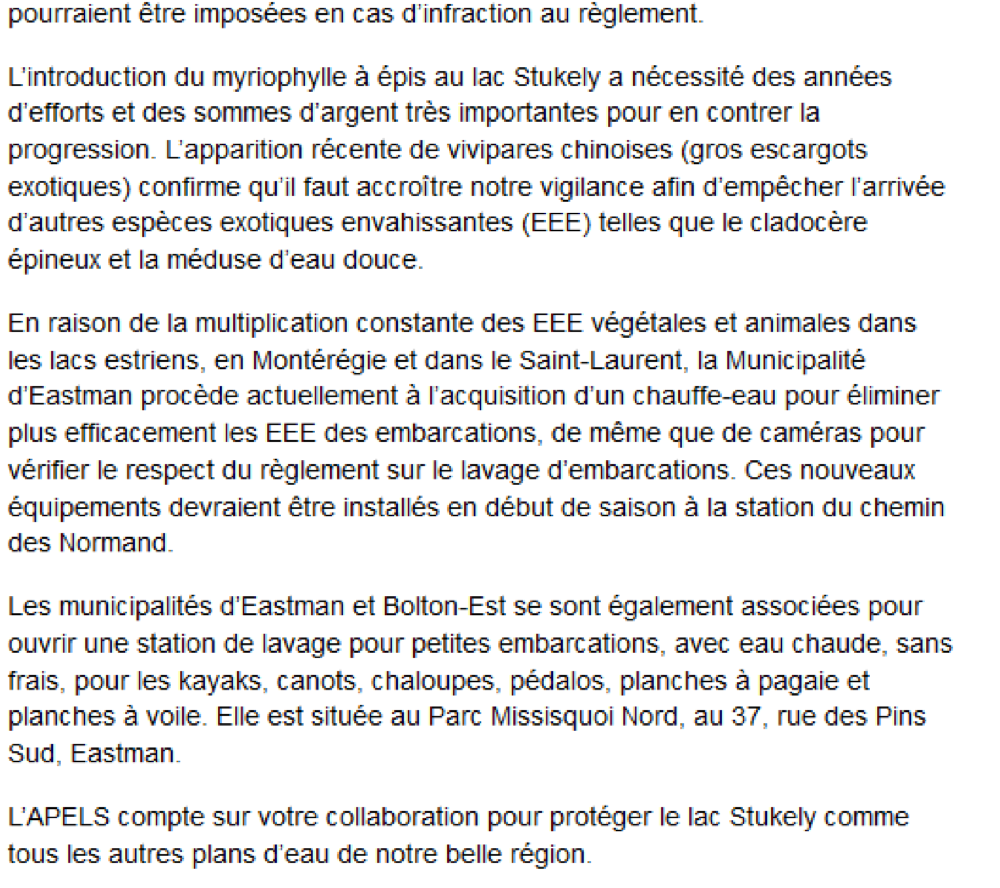 pourraient être imposées en cas d'infraction au règlement.
L'introduction du myriophylle à épis au lac Stukely a nécessité des années
d'efforts et des sommes d'argent très importantes pour en contrer la
progression. L'apparition récente de vivipares chinoises (gros escargots
exotiques) confirme qu'il faut accroître notre vigilance afin d'empêcher l'arrivée
d'autres espèces exotiques envahissantes (EEE) telles que le cladocère
épineux et la méduse d'eau douce.
En raison de la multiplication constante des EEE végétales et animales dans
les lacs estriens, en Montérégie et dans le Saint-Laurent, la Municipalité
d'Eastman procède actuellement à l'acquisition d'un chauffe-eau pour éliminer
plus efficacement les EEE des embarcations, de même que de caméras pour
vérifier le respect du règlement sur le lavage d'embarcations. Ces nouveaux
équipements devraient être installés en début de saison à la station du chemin
des Normand.
Les municipalités d'Eastman et Bolton-Est se sont également associées pour
ouvrir une station de lavage pour petites embarcations, avec eau chaude, sans
frais, pour les kayaks, canots, chaloupes, pédalos, planches à pagaie et
planches à voile. Elle est située au Parc Missisquoi Nord, au 37, rue des Pins
Sud, Eastman.
L'APELS compte sur votre collaboration pour protéger le lac Stukely comme
tous les autres plans d'eau de notre belle région.